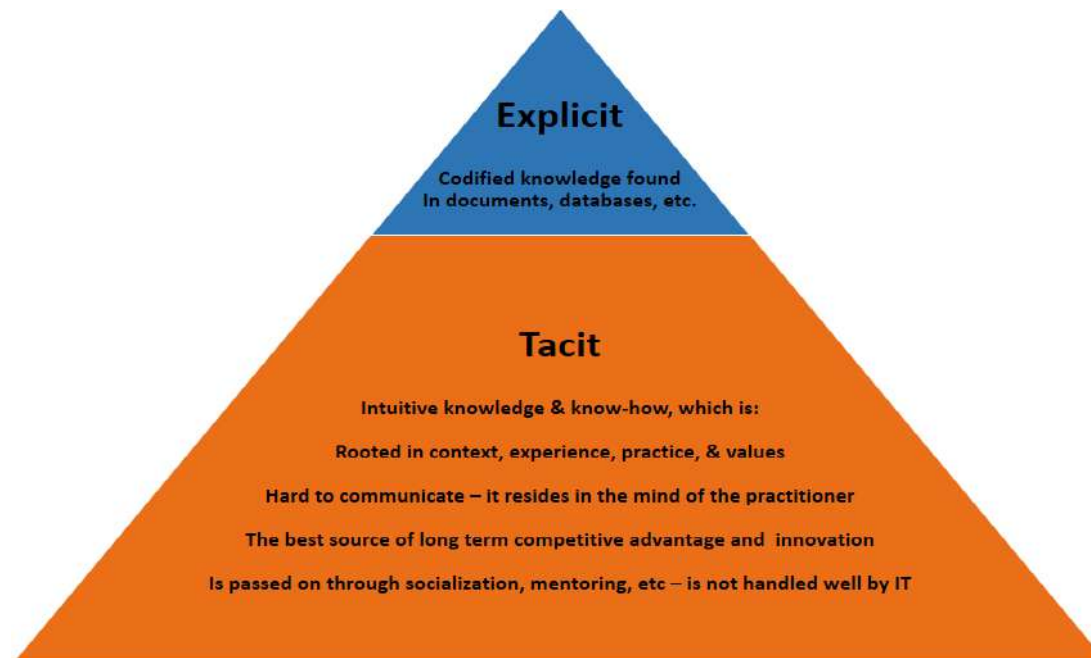 Explicit
Codified knowledge found
In documents, databases, etc.
Tacit
Intuitive knowledge & know-how, which is:
Rooted in context, experience, practice, & values
Hard to communicate – it resides in the mind of the practitioner
The best source of long term competitive advantage and innovation
Is passed on through socialization, mentoring, etc – is not handled well by IT